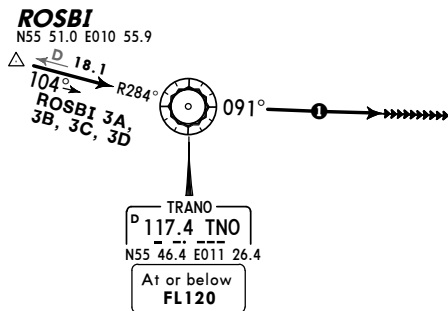 ROSBI
N55 51.0 E010 55.9
D 18.1
104° R284° 091° 1
ROSBI 3A,
3B, 3C, 3D
TRANO
D 117.4 TNO
N55 46.4 E011 26.4
At or below
FL120